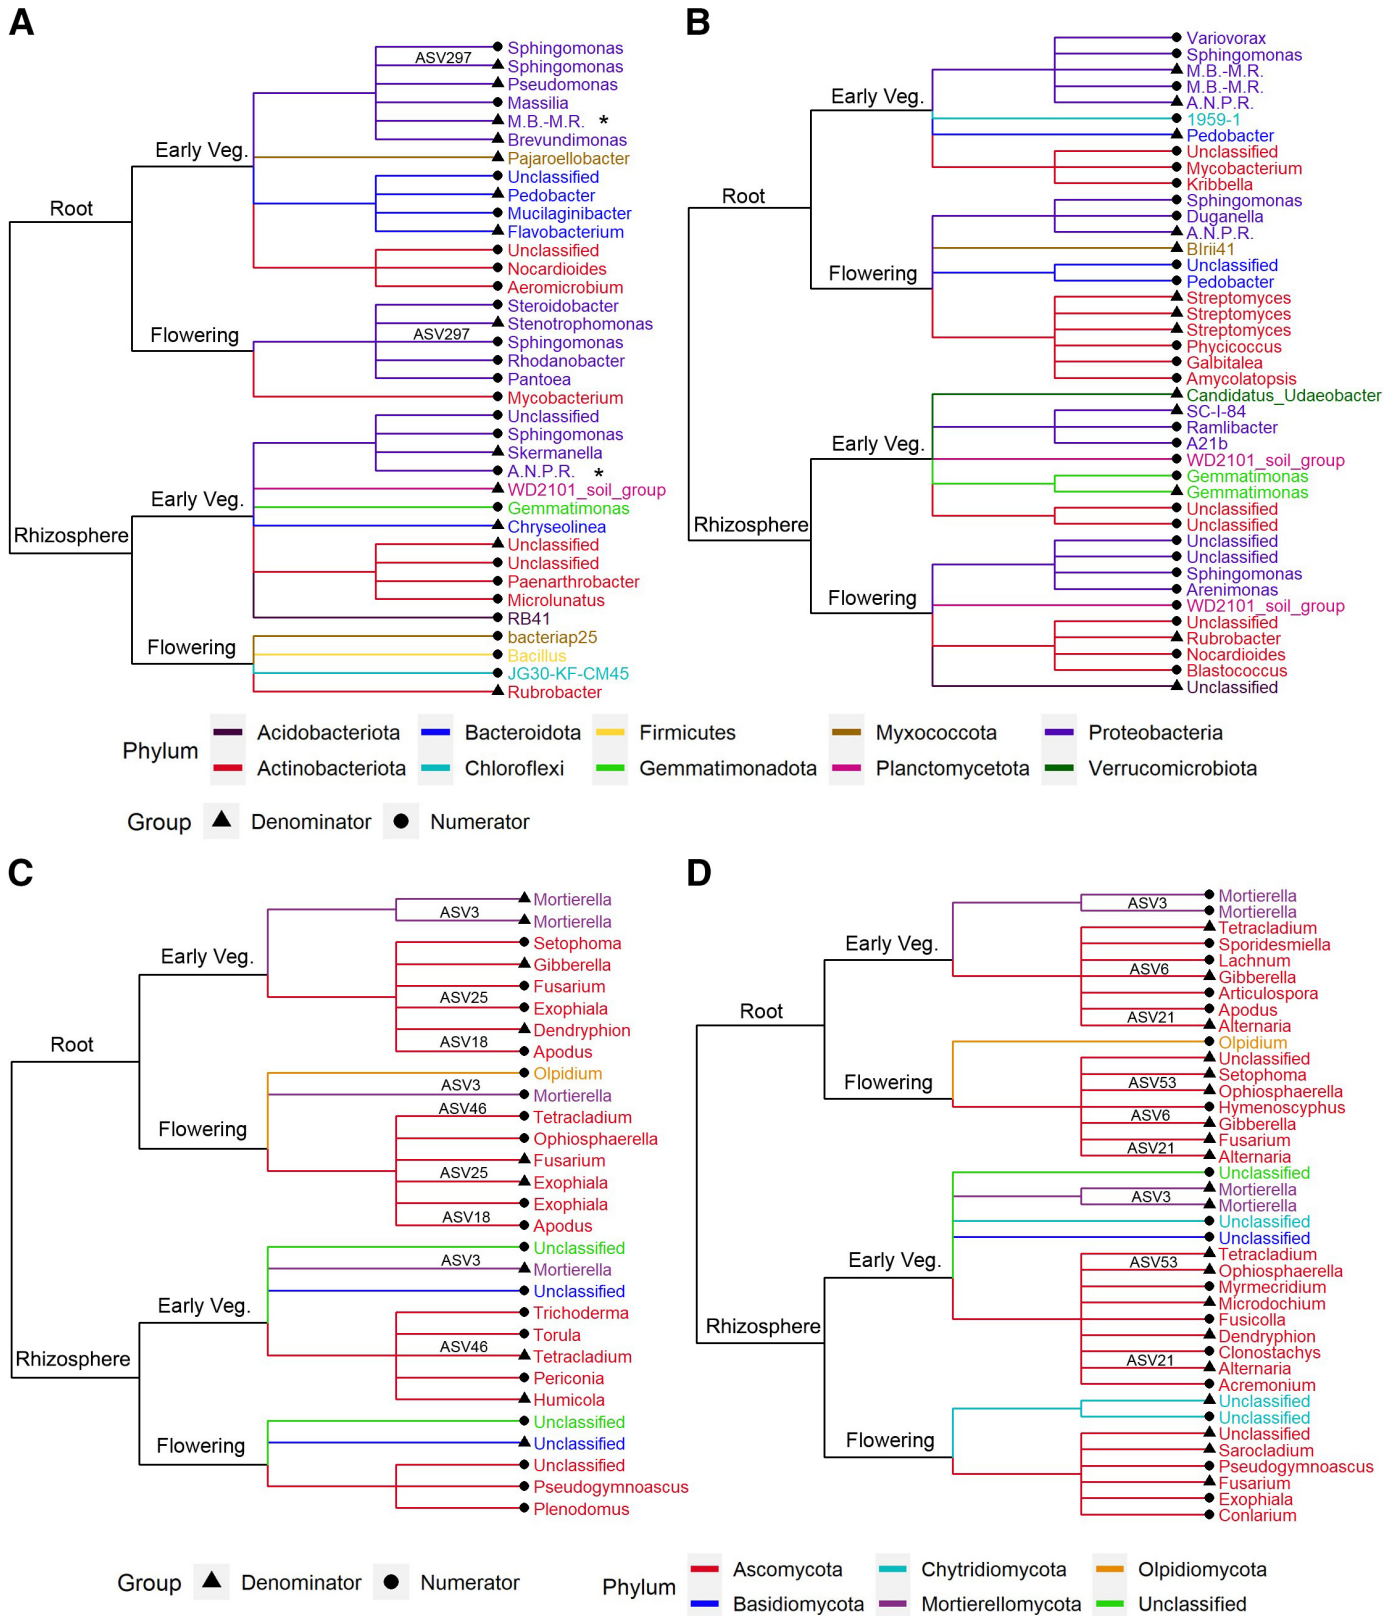 A
Root
Early Veg.
Sphingomonas
ASV297
Sphingomonas
Pseudomonas
Massilia
M.B.-M.R. *
Brevundimonas
Pajaroellobacter
Unclassified
Pedobacter
Mucilaginibacter
Flavobacterium
Unclassified
Nocardioides
Aeromicrobium
Flowering
Steroidobacter
Stenotrophomonas
ASV297
Sphingomonas
Rhodanobacter
Pantoea
Mycobacterium
Rhizosphere
Early Veg.
Unclassified
Sphingomonas
Skermanella
A.N.P.R. *
WD2101_soil_group
Gemmatimonas
Chryseolinea
Unclassified
Unclassified
Paenarthrobacter
Microlunatus
RB41
Flowering
bacteriap25
Bacillus
JG30-KF-CM45
Rubrobacter
B
Root
Early Veg.
Variovorax
Sphingomonas
M.B.-M.R.
M.B.-M.R.
A.N.P.R.
1959-1
Pedobacter
Unclassified
Mycobacterium
Kribbella
Flowering
Sphingomonas
Duganella
A.N.P.R.
BIrii41
Unclassified
Pedobacter
Streptomyces
Streptomyces
Streptomyces
Phycicoccus
Galbitalea
Amycolatopsis
Rhizosphere
Early Veg.
Candidatus_Udaeobacter
SC-I-84
Ramlibacter
A21b
WD2101_soil_group
Gemmatimonas
Gemmatimonas
Unclassified
Unclassified
Flowering
Unclassified
Unclassified
Sphingomonas
Arenimonas
WD2101_soil_group
Unclassified
Rubrobacter
Nocardioides
Blastococcus
Unclassified
Phylum
Acidobacteriota Bacteroidota Firmicutes Myxococcota Proteobacteria
Actinobacteriota Chloroflexi Gemmatimonadota Planctomycetota Verrucomicrobiota
Group Denominator Numerator
C
Root
Early Veg.
Mortierella
ASV3
Mortierella
Setophoma
Gibberella
Fusarium
ASV25
Exophiala
Dendryphion
ASV18
Apodus
Flowering
Olpidium
ASV3
Mortierella
ASV46
Tetracladium
Ophiosphaerella
Fusarium
ASV25
Exophiala
Exophiala
ASV18
Apodus
Rhizosphere
Early Veg.
Unclassified
ASV3
Mortierella
Unclassified
Trichoderma
Torula
ASV46
Tetracladium
Periconia
Humicola
Flowering
Unclassified
Unclassified
Unclassified
Pseudogymnoascus
Plenodomus
D
Root
Early Veg.
Mortierella
ASV3
Mortierella
Tetracladium
Sporidesmiella
Lachnum
ASV6
Gibberella
Articulospora
Apodus
ASV21
Alternaria
Flowering
Olpidium
Unclassified
Setophoma
ASV53
Ophiosphaerella
Hymenoscyphus
ASV6
Gibberella
Fusarium
ASV21
Alternaria
Rhizosphere
Early Veg.
Unclassified
Mortierella
ASV3
Mortierella
Unclassified
Unclassified
Tetracladium
ASV53
Ophiosphaerella
Myrmecridium
Microdochium
Fusicolla
Dendryphion
Clonostachys
ASV21
Alternaria
Acremonium
Flowering
Unclassified
Unclassified
Unclassified
Sarocladium
Pseudogymnoascus
Fusarium
Exophiala
Conlarium
Group Denominator Numerator
Phylum
Ascomycota Chytridiomycota Olpidiomycota
Basidiomycota Mortierellomycota Unclassified